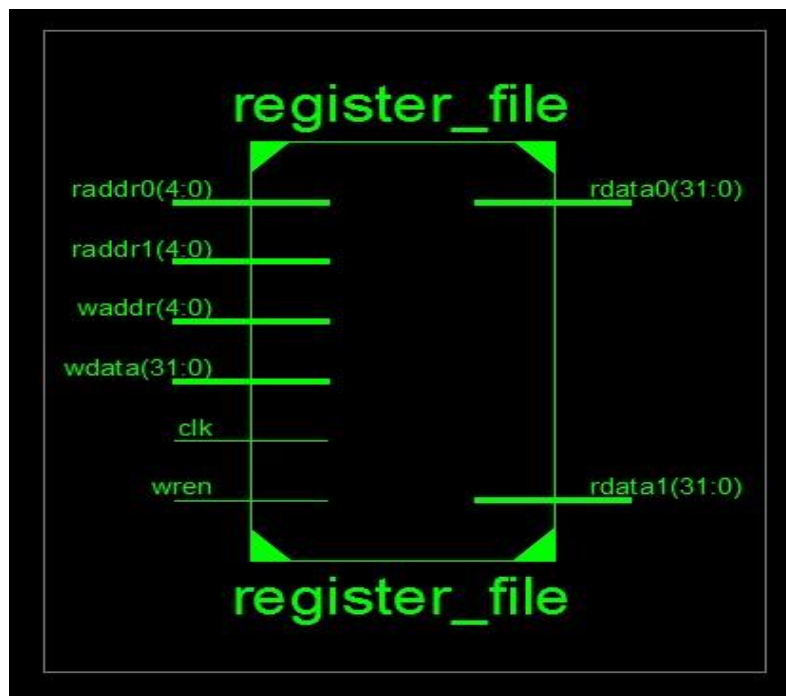 register_file
raddr0(4:0)
rdata0(31:0)
raddr1(4:0)
waddr(4:0)
wdata(31:0)
clk
wren
rdata1(31:0)
register_file